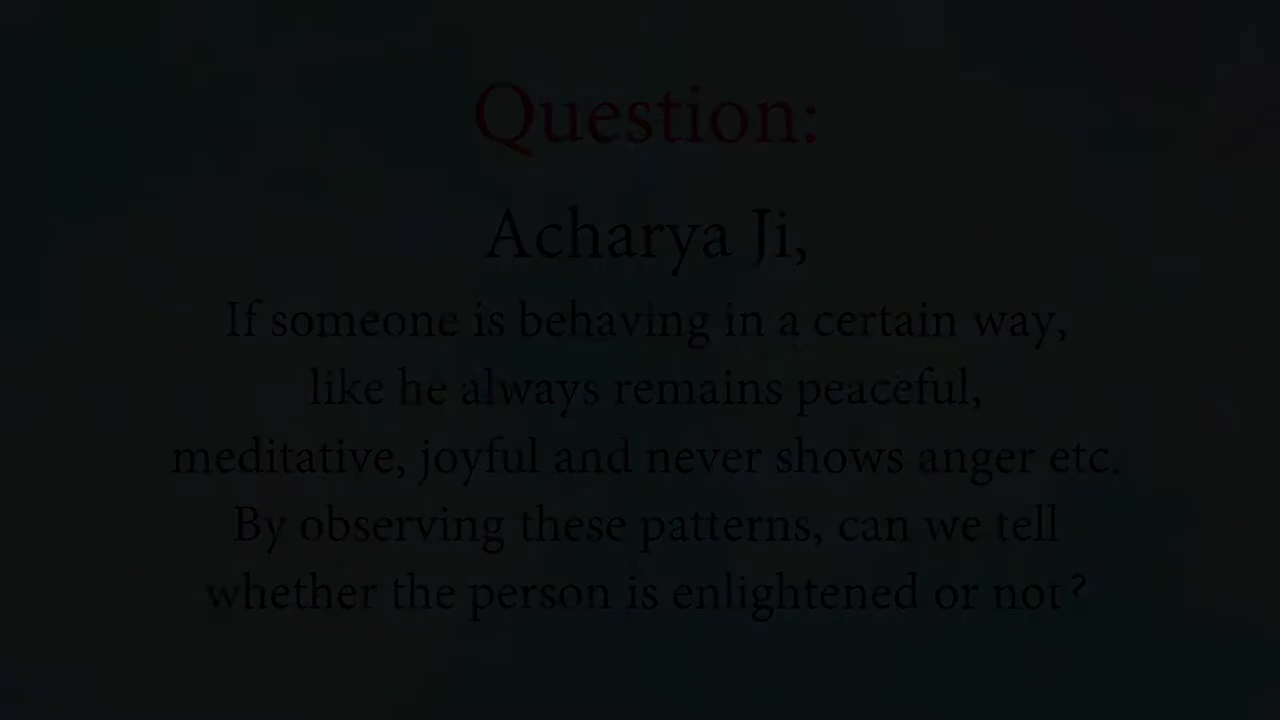 Question:
Acharya Ji,
If someone is behaving in a certain way,
like he always remains peaceful,
meditative, joyful and never shows anger etc.
By observing these patterns, can we tell
whether the person is enlightened or not?